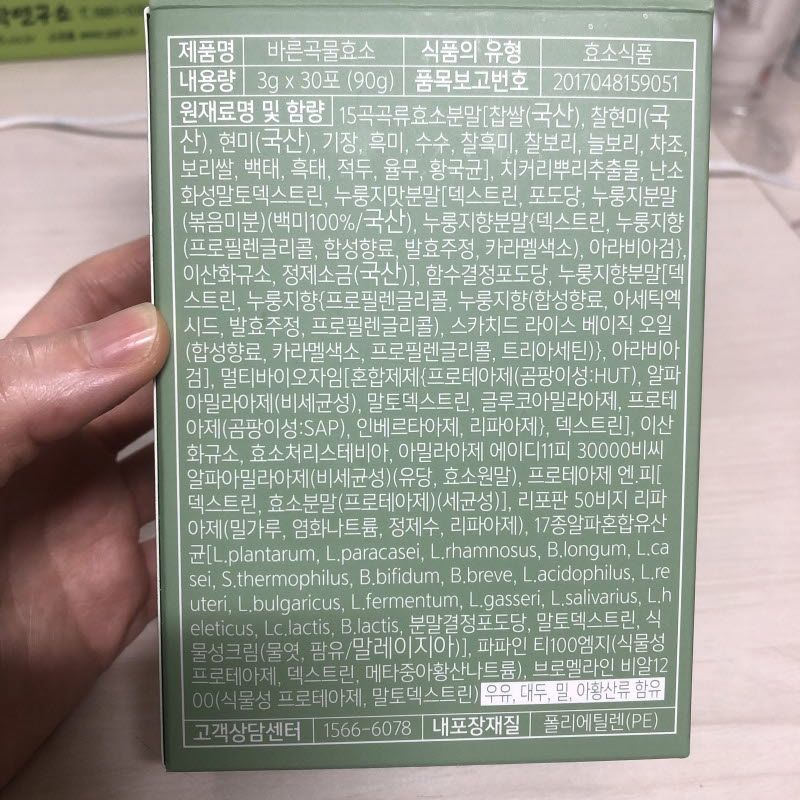 제품명 바른곡물효소 식품의 유형 효소식품
내용량 3g x 30포 (90g) 품목보고번호 2017048159051
원재료명 및 함량 15곡곡류효소분말[찹쌀(국산), 찰현미(국
산), 현미(국산), 기장, 흑미, 수수, 찰흑미, 찰보리, 늘보리, 차조,
보리쌀, 백태, 흑태, 적두, 율무, 황국균], 치커리뿌리추출물, 난소
화성말토덱스트린, 누룽지맛분말[덱스트린, 포도당, 누룽지분말
(볶음미분)(백미100%/국산), 누룽지향분말{덱스트린, 누룽지향
(프로필렌글리콜, 합성향료, 발효주정, 카라멜색소), 아라비아검},
이산화규소, 정제소금(국산)], 함수결정포도당, 누룽지향분말[덱
스트린, 누룽지향{프로필렌글리콜, 누룽지향(합성향료, 아세틱엑
시드, 발효주정, 프로필렌글리콜), 스카치드 라이스 베이직 오일
(합성향료, 카라멜색소, 프로필렌글리콜, 트리아세틴)}, 아라비아
검], 멀티바이오자임[혼합제제{프로테아제(곰팡이성:HUT), 알파
아밀라아제(비세균성), 말토덱스트린, 글루코아밀라아제, 프로테
아제(곰팡이성:SAP), 인베르타아제, 리파아제}, 덱스트린], 이산
화규소, 효소처리스테비아, 아밀라아제 에이디11피 30000비씨
알파아밀라아제(비세균성)(유당, 효소원말), 프로테아제 엔.피[
덱스트린, 효소분말(프로테아제)(세균성)], 리포판 50비지 리파
아제(밀가루, 염화나트륨, 정제수, 리파아제), 17종알파혼합유산
균[L.plantarum, L.paracasei, L.rhamnosus, B.longum, L.ca
sei, S.thermophilus, B.bifidum, B.breve, L.acidophilus, L.re
uteri, L.bulgaricus, L.fermentum, L.gasseri, L.salivarius, L.h
eleticus, Lc.lactis, B.lactis, 분말결정포도당, 말토덱스트린, 식
물성크림(물엿, 팜유/말레이지아)], 파파인 티100엠지(식물성
프로테아제, 덱스트린, 메타중아황산나트륨), 브로멜라인 비알12
00(식물성 프로테아제, 말토덱스트린) 우유, 대두, 밀, 아황산류 함유
고객상담센터 1566-6078 내포장재질 폴리에틸렌(PE)